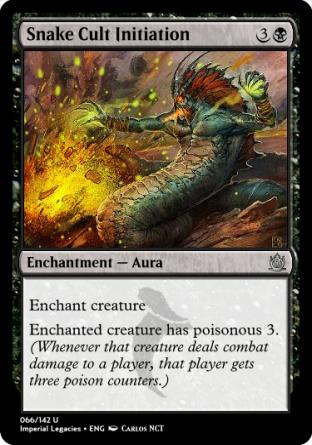 Snake Cult Initiation 3
Enchantment — Aura
Enchant creature
Enchanted creature has poisonous 3.
(Whenever that creature deals combat
damage to a player, that player gets
three poison counters.)
066/142 U
Imperial Legacies • ENG Carlos NCT